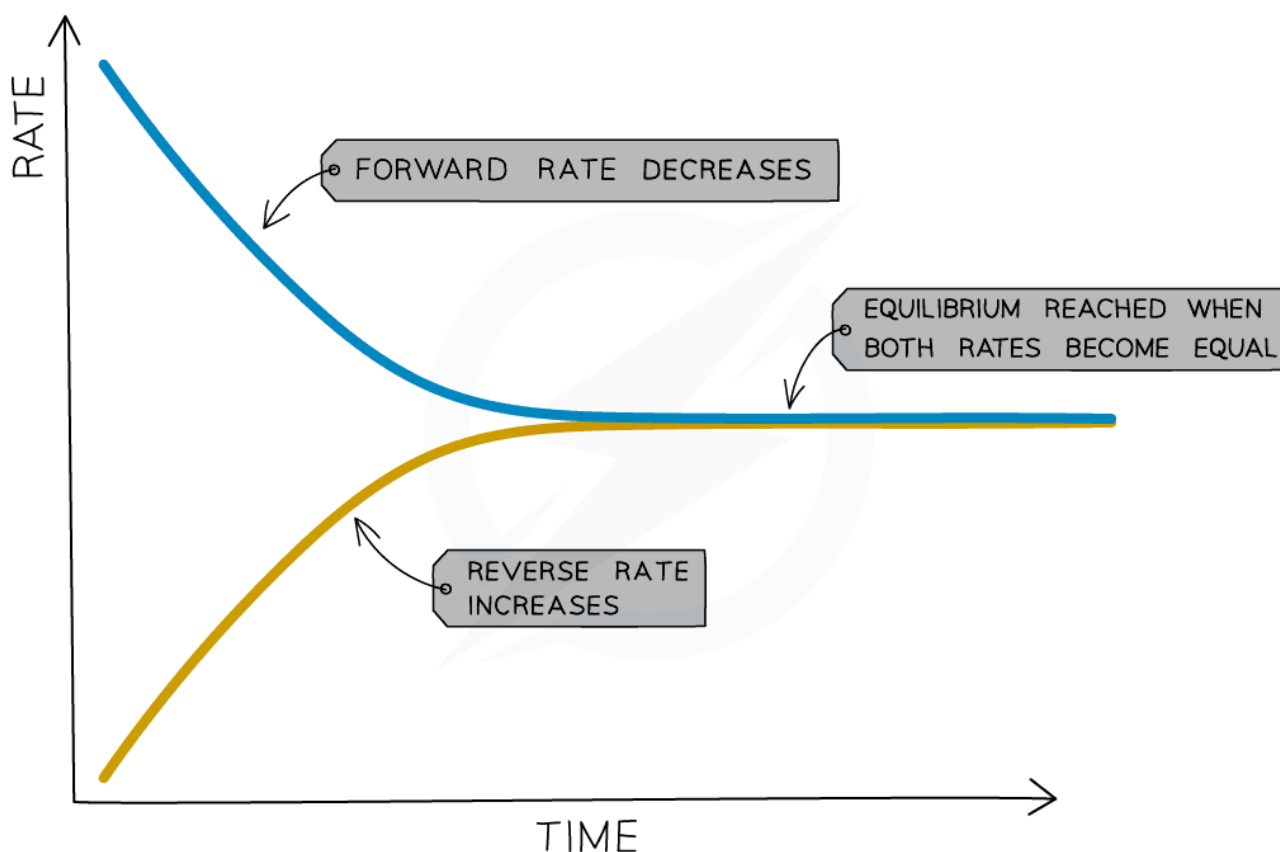 RATE
FORWARD RATE DECREASES
EQUILIBRIUM REACHED WHEN
BOTH RATES BECOME EQUAL
REVERSE RATE
INCREASES
TIME